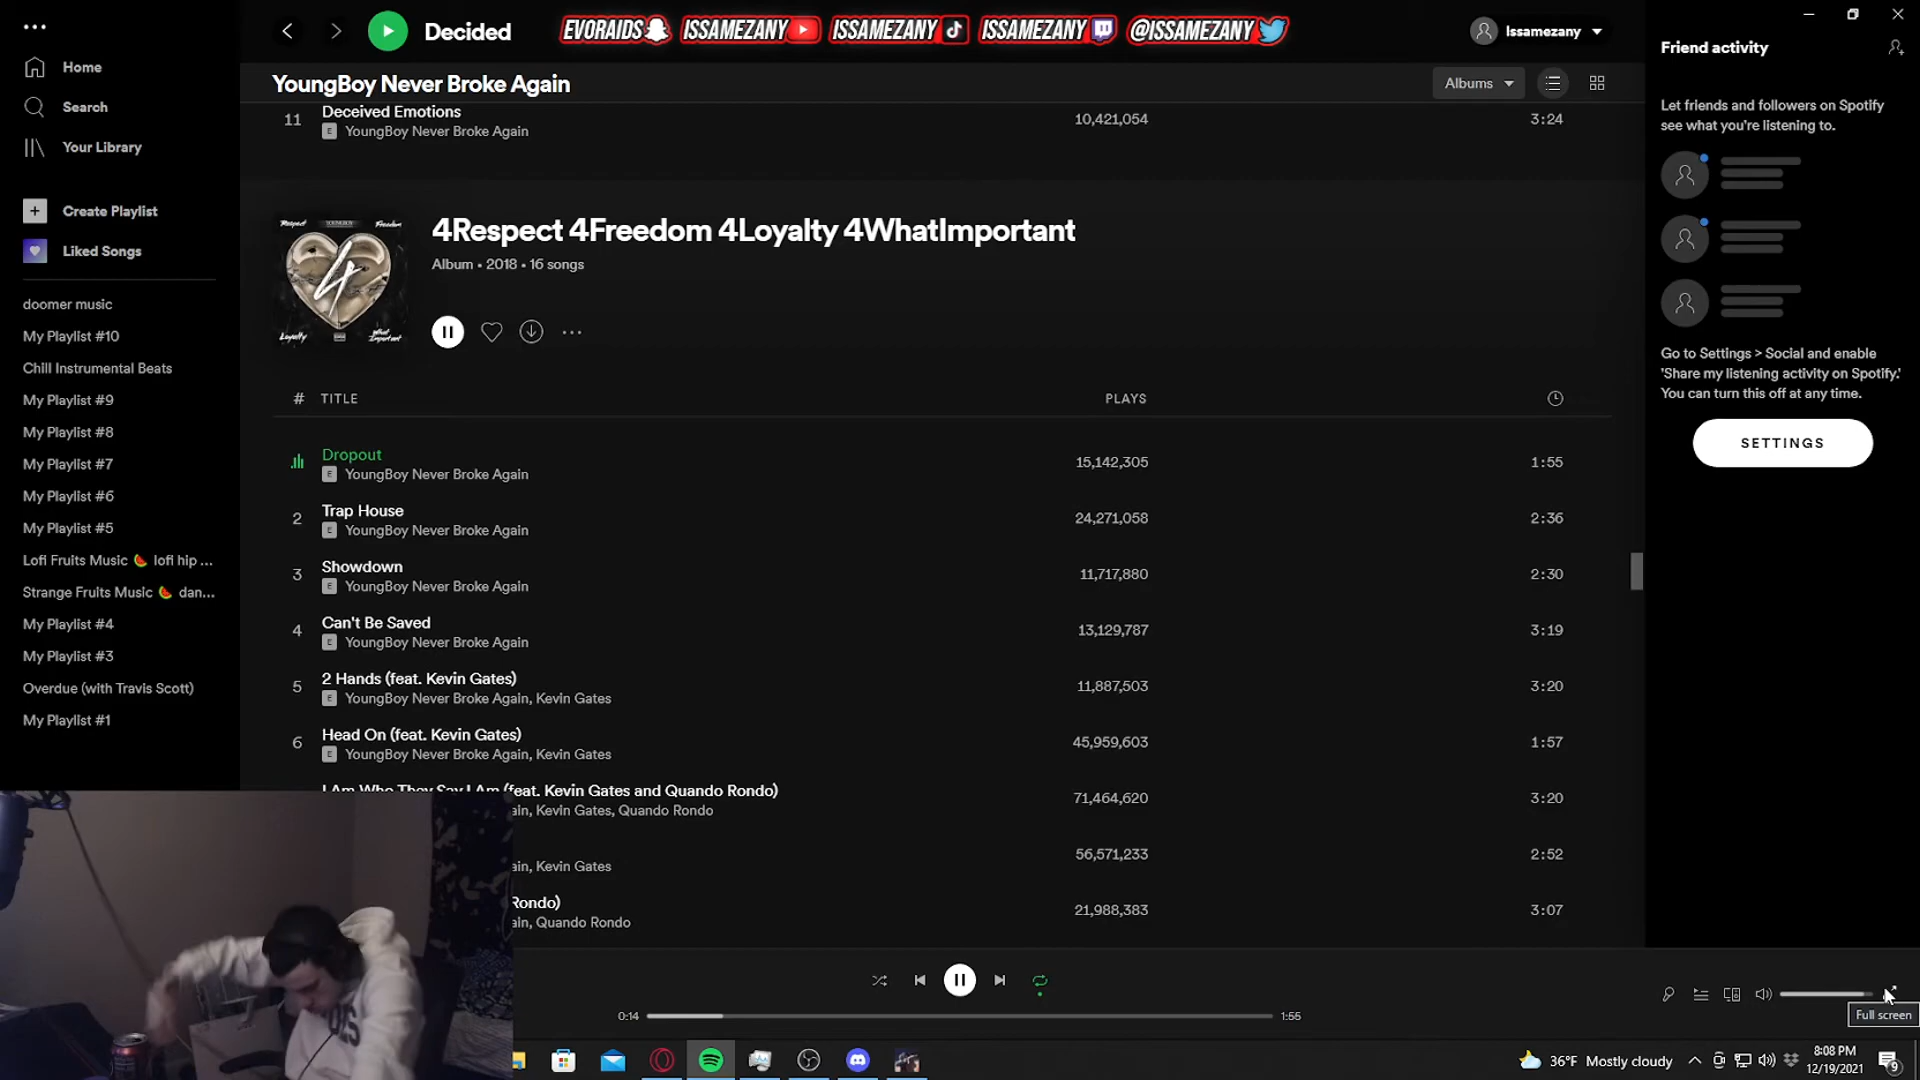 Decided
EVORAIDS ISSAMEZANY ISSAMEZANY ISSAMEZANY @ISSAMEZANY
Issamezany
Home
Search
Your Library
Create Playlist
Liked Songs
doomer music
My Playlist #10
Chill Instrumental Beats
My Playlist #9
My Playlist #8
My Playlist #7
My Playlist #6
My Playlist #5
Lofi Fruits Music 🍉 lofi hip ...
Strange Fruits Music 🍉 dan...
My Playlist #4
My Playlist #3
Overdue (with Travis Scott)
My Playlist #1
YoungBoy Never Broke Again
Albums
11 Deceived Emotions 10,421,054 3:24
E YoungBoy Never Broke Again
Respect YOUNGBOY Freedom
4
Loyalty What Important
4Respect 4Freedom 4Loyalty 4WhatImportant
Album • 2018 • 16 songs
# TITLE PLAYS
Dropout 15,142,305 1:55
E YoungBoy Never Broke Again
2 Trap House 24,271,058 2:36
E YoungBoy Never Broke Again
3 Showdown 11,717,880 2:30
E YoungBoy Never Broke Again
4 Can't Be Saved 13,129,787 3:19
E YoungBoy Never Broke Again
5 2 Hands (feat. Kevin Gates) 11,887,503 3:20
E YoungBoy Never Broke Again, Kevin Gates
6 Head On (feat. Kevin Gates) 45,959,603 1:57
E YoungBoy Never Broke Again, Kevin Gates
I Am Who They Say I Am (feat. Kevin Gates and Quando Rondo) 71,464,620 3:20
ain, Kevin Gates, Quando Rondo
56,571,233 2:52
ain, Kevin Gates
Rondo) 21,988,383 3:07
ain, Quando Rondo
Friend activity
Let friends and followers on Spotify
see what you're listening to.
Go to Settings > Social and enable
'Share my listening activity on Spotify.'
You can turn this off at any time.
SETTINGS
0:14 1:55
Full screen
36°F Mostly cloudy
8:08 PM
12/19/2021
9